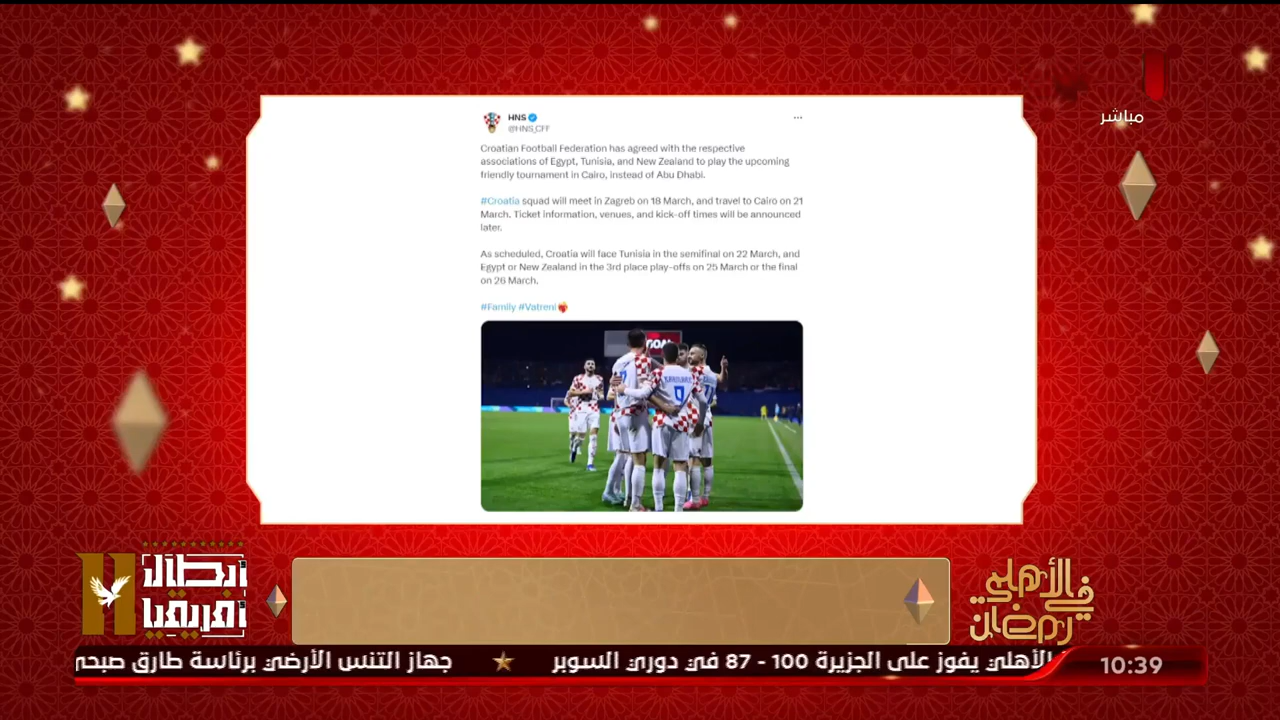 مباشر
HNS
@HNS_CFF
Croatian Football Federation has agreed with the respective
associations of Egypt, Tunisia, and New Zealand to play the upcoming
friendly tournament in Cairo, instead of Abu Dhabi.
#Croatia squad will meet in Zagreb on 18 March, and travel to Cairo on 21
March. Ticket information, venues, and kick-off times will be announced
later.
As scheduled, Croatia will face Tunisia in the semifinal on 22 March, and
Egypt or New Zealand in the 3rd place play-offs on 25 March or the final
on 26 March.
#Family #Vatreni
9
أبطال
أفريقيا
الأهلي
في
رمضان
الأهلي يفوز على الجزيرة 100 - 87 في دوري السوبر ★ جهاز التنس الأرضي برئاسة طارق صبحي
10:39